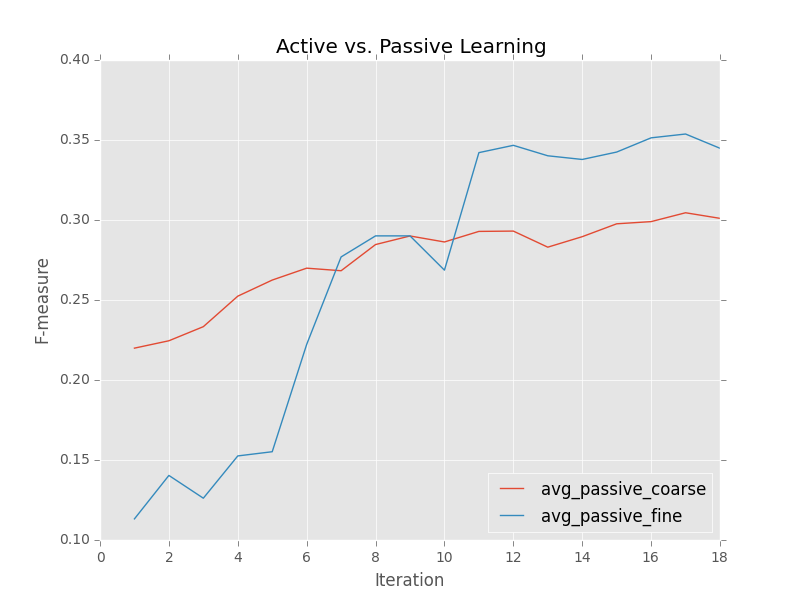 Active vs. Passive Learning
0.40
0.35
0.30
0.25
0.20
0.15
0.10
F-measure
avg_passive_coarse
avg_passive_fine
0 2 4 6 8 10 12 14 16 18
Iteration